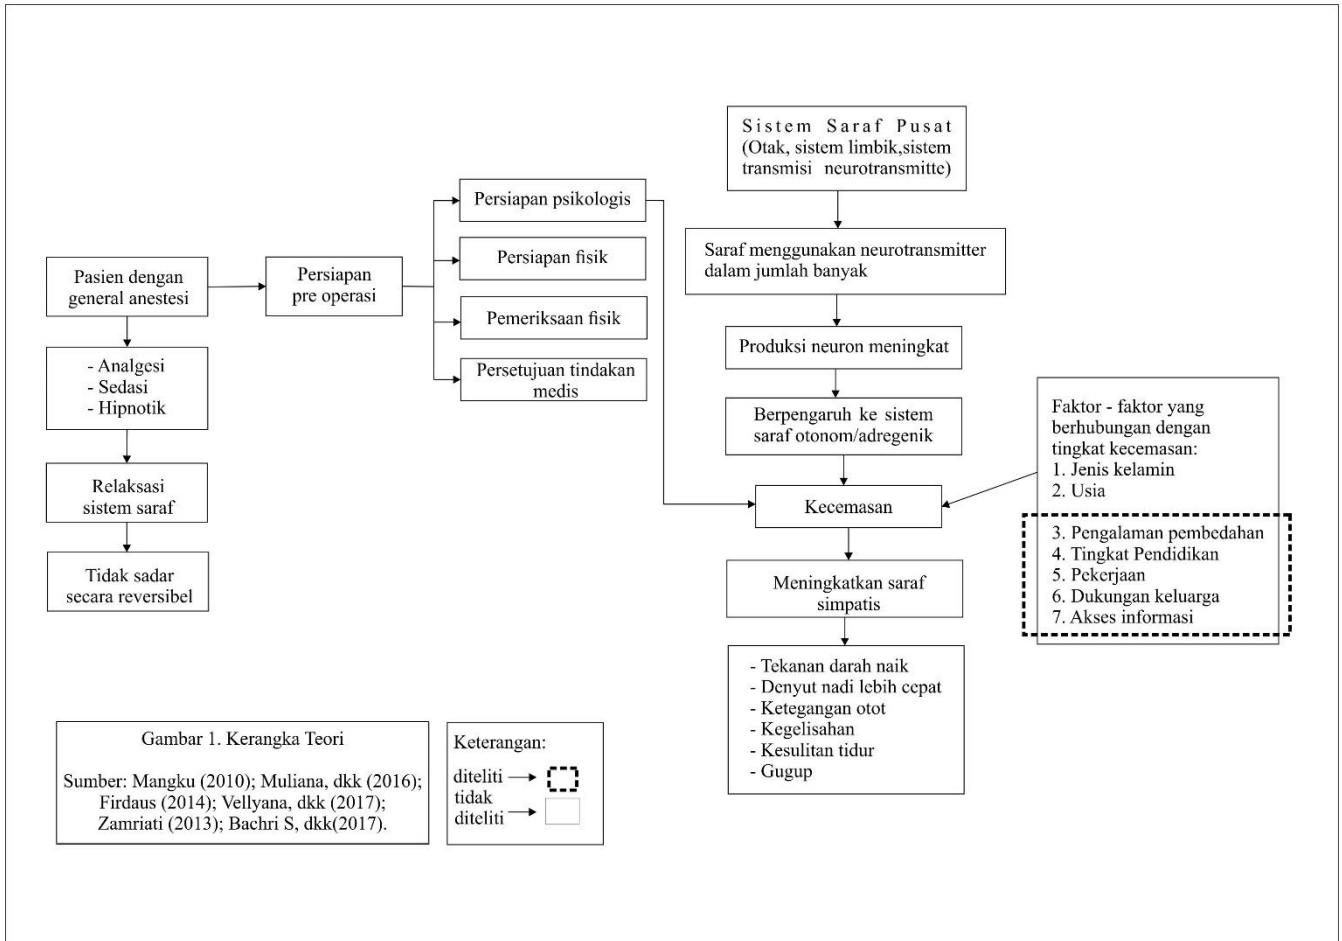 Pasien dengan
general anestesi
- Analgesi
- Sedasi
- Hipnotik
Relaksasi
sistem saraf
Tidak sadar
secara reversibel
Persiapan
pre operasi
Persiapan psikologis
Persiapan fisik
Pemeriksaan fisik
Persetujuan tindakan
medis
Sistem Saraf Pusat
(Otak, sistem limbik,sistem
transmisi neurotransmitte)
Saraf menggunakan neurotransmitter
dalam jumlah banyak
Produksi neuron meningkat
Berpengaruh ke sistem
saraf otonom/adregenik
Kecemasan
Meningkatkan saraf
simpatis
- Tekanan darah naik
- Denyut nadi lebih cepat
- Ketegangan otot
- Kegelisahan
- Kesulitan tidur
- Gugup
Faktor - faktor yang
berhubungan dengan
tingkat kecemasan:
1. Jenis kelamin
2. Usia
3. Pengalaman pembedahan
4. Tingkat Pendidikan
5. Pekerjaan
6. Dukungan keluarga
7. Akses informasi
Gambar 1. Kerangka Teori
Sumber: Mangku (2010); Muliana, dkk (2016);
Firdaus (2014); Vellyana, dkk (2017);
Zamriati (2013); Bachri S, dkk(2017).
Keterangan:
diteliti
tidak
diteliti